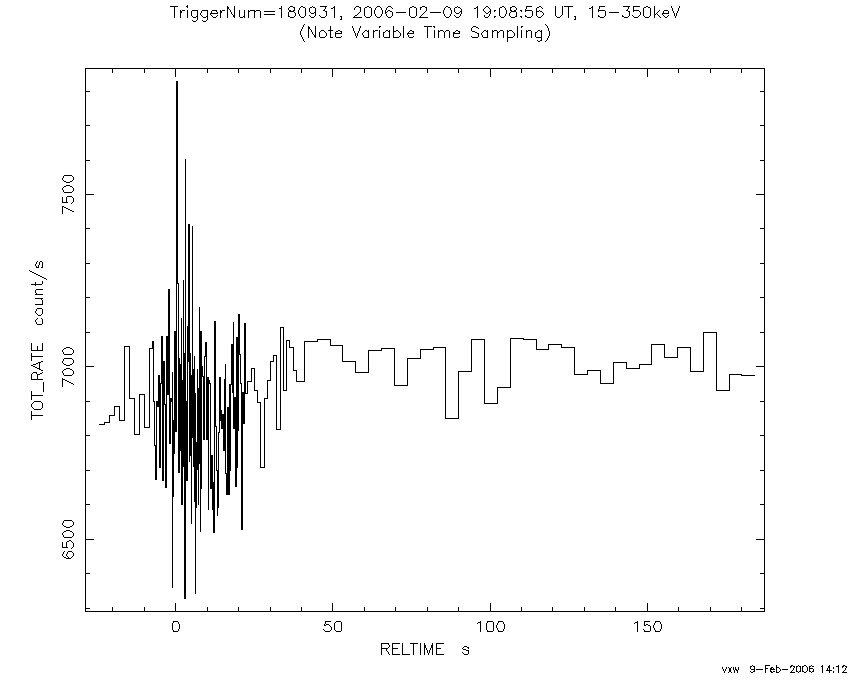 TriggerNum=180931, 2006-02-09 19:08:56 UT, 15-350keV
(Note Variable Time Sampling)
7500
7000
6500
TOT_RATE count/s
0 50 100 150
RELTIME s
vxw 9-Feb-2006 14:12